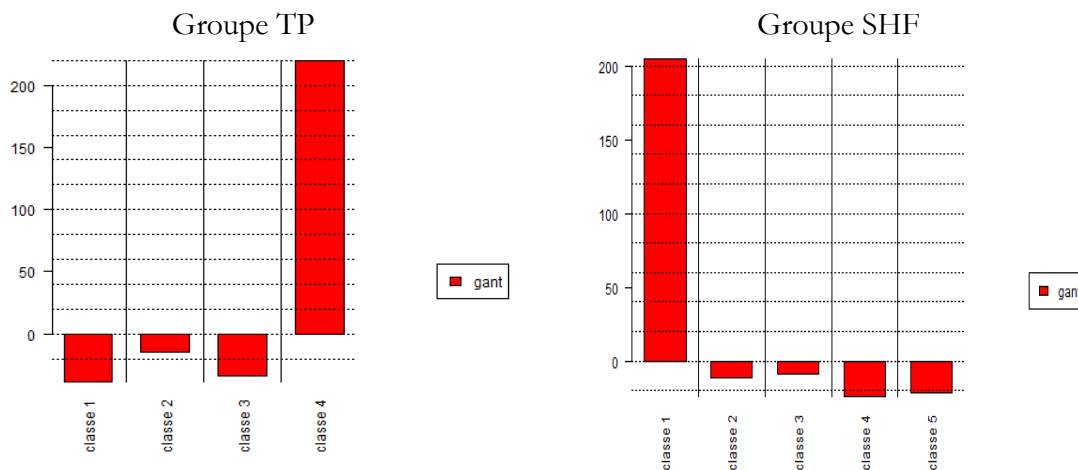 Groupe TP
200
150
100
50
0
classe 1
classe 2
classe 3
classe 4
gant
Groupe SHF
200
150
100
50
0
classe 1
classe 2
classe 3
classe 4
classe 5
gant